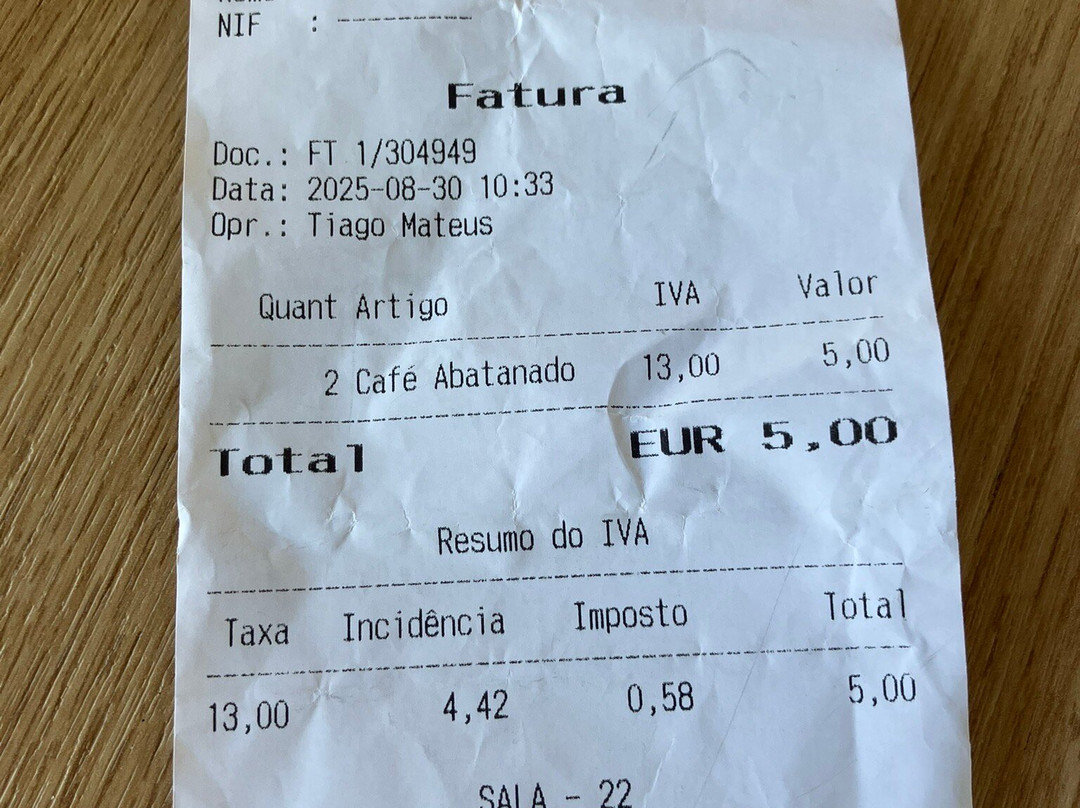 NIF : ----------
Fatura
Doc.: FT 1/304949
Data: 2025-08-30 10:33
Opr.: Tiago Mateus
Quant Artigo IVA Valor
2 Café Abatanado 13,00 5,00
Total EUR 5,00
Resumo do IVA
Taxa Incidência Imposto Total
13,00 4,42 0,58 5,00
SALA - 22